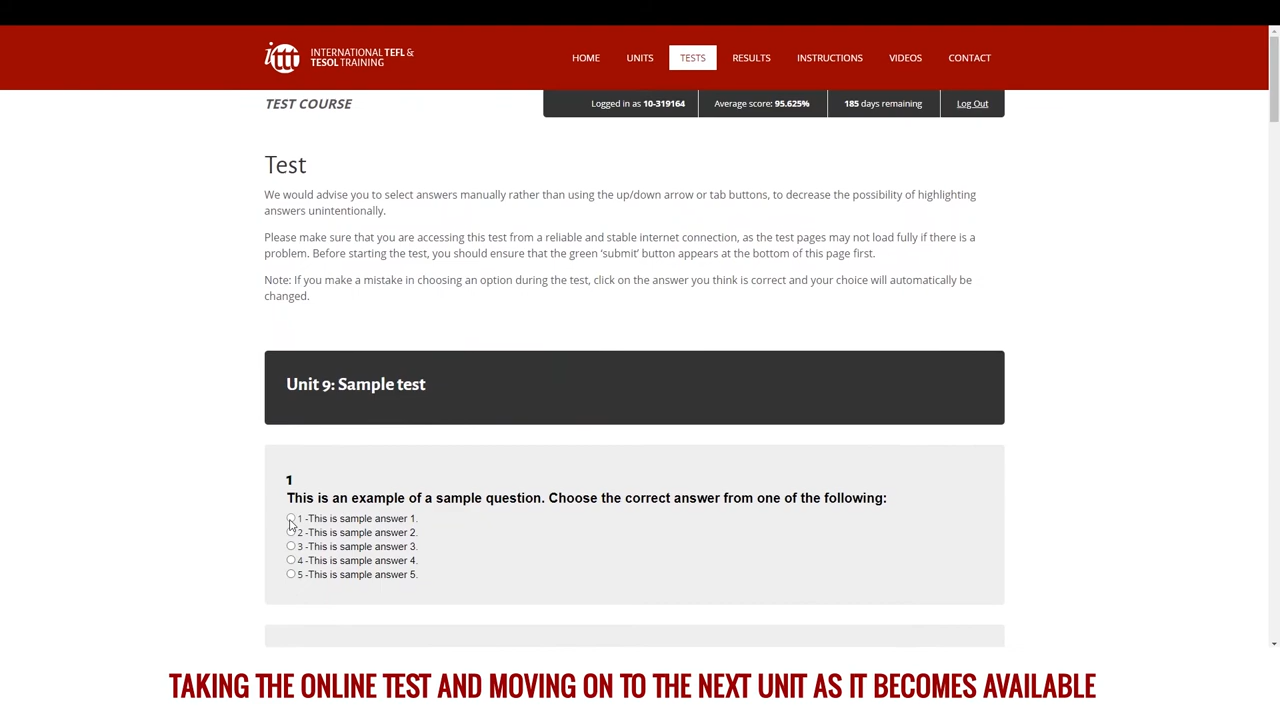 ittt
INTERNATIONAL TEFL &
TESOL TRAINING
HOME UNITS TESTS RESULTS INSTRUCTIONS VIDEOS CONTACT
TEST COURSE
Logged in as 10-319164 Average score: 95.625% 185 days remaining Log Out
Test
We would advise you to select answers manually rather than using the up/down arrow or tab buttons, to decrease the possibility of highlighting
answers unintentionally.
Please make sure that you are accessing this test from a reliable and stable internet connection, as the test pages may not load fully if there is a
problem. Before starting the test, you should ensure that the green ‘submit’ button appears at the bottom of this page first.
Note: If you make a mistake in choosing an option during the test, click on the answer you think is correct and your choice will automatically be
changed.
Unit 9: Sample test
1
This is an example of a sample question. Choose the correct answer from one of the following:
1 -This is sample answer 1.
2 -This is sample answer 2.
3 -This is sample answer 3.
4 -This is sample answer 4.
5 -This is sample answer 5.
TAKING THE ONLINE TEST AND MOVING ON TO THE NEXT UNIT AS IT BECOMES AVAILABLE